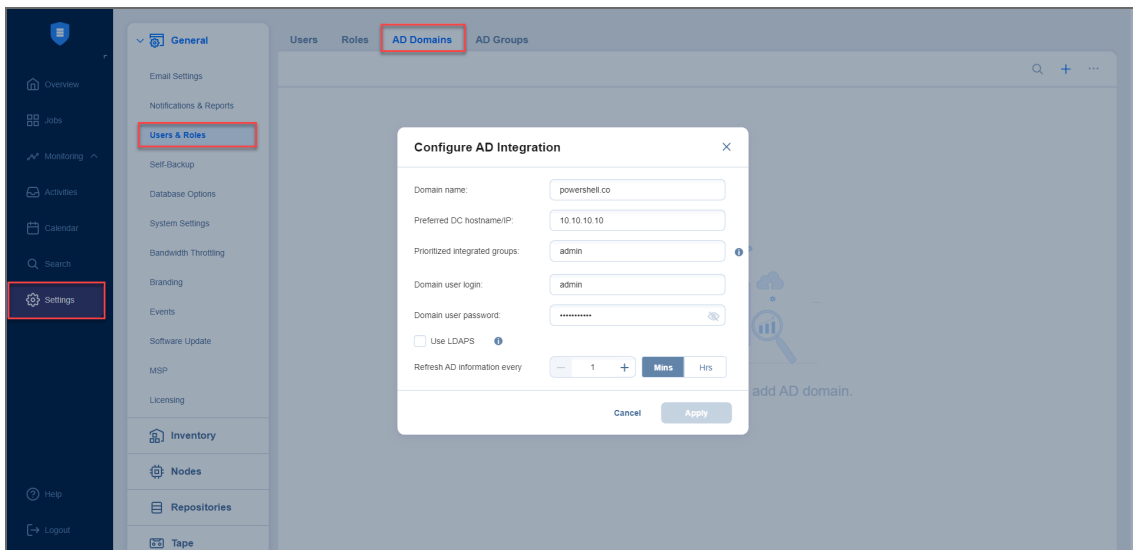 General
Users Roles AD Domains AD Groups
Overview
Jobs
Monitoring
Activities
Calendar
Search
Settings
Help
Logout
Email Settings
Notifications & Reports
Users & Roles
Self-Backup
Database Options
System Settings
Bandwidth Throttling
Branding
Events
Software Update
MSP
Licensing
Inventory
Nodes
Repositories
Tape
Configure AD Integration
Domain name: powershell.co
Preferred DC hostname/IP: 10.10.10.10
Prioritized integrated groups: admin
Domain user login: admin
Domain user password: •••••••••••
Use LDAPS
Refresh AD information every 1 Mins Hrs
Cancel Apply
add AD domain.